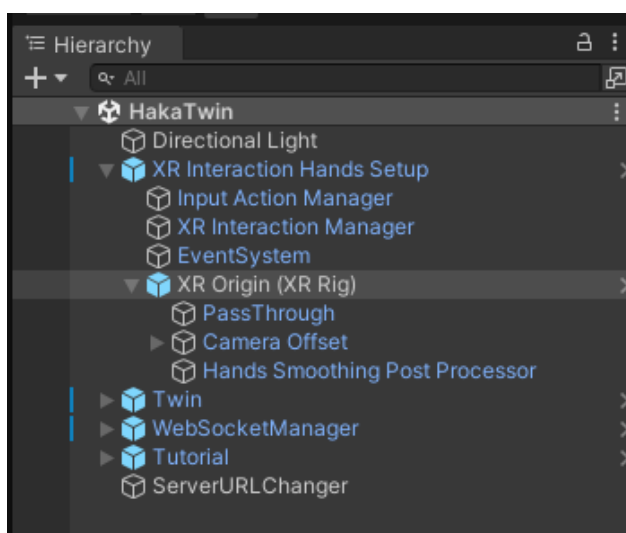 Hierarchy
All
HakaTwin
Directional Light
XR Interaction Hands Setup
Input Action Manager
XR Interaction Manager
EventSystem
XR Origin (XR Rig)
PassThrough
Camera Offset
Hands Smoothing Post Processor
Twin
WebSocketManager
Tutorial
ServerURLChanger